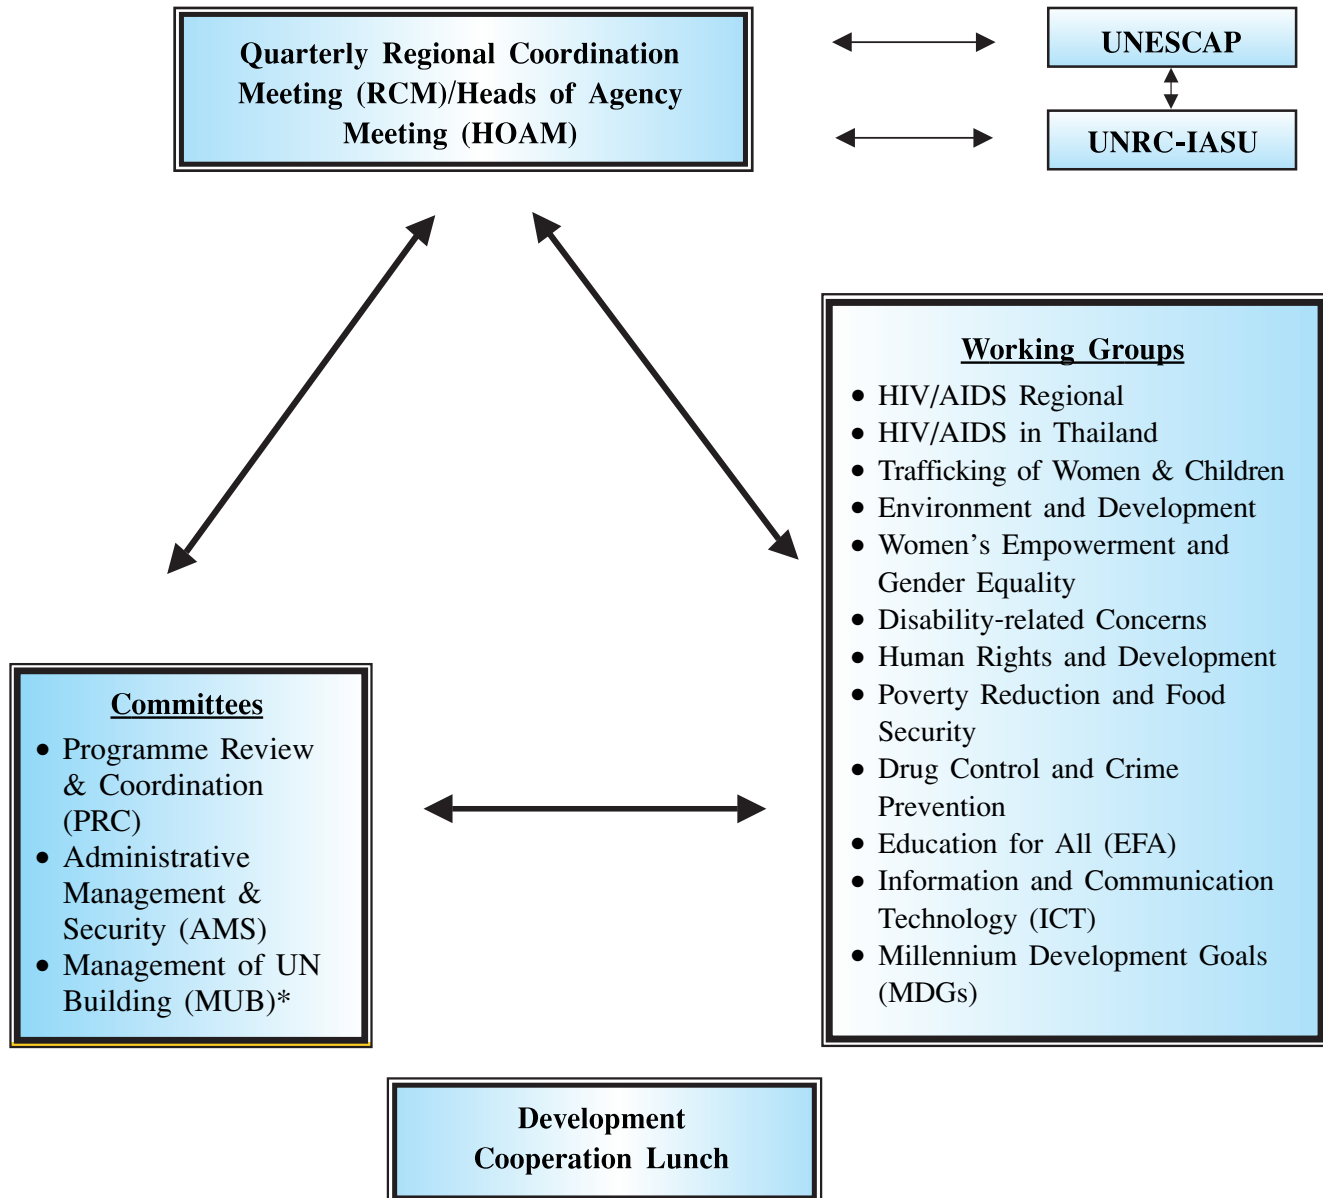 Quarterly Regional Coordination
Meeting (RCM)/Heads of Agency
Meeting (HOAM)
UNESCAP
UNRC-IASU
Working Groups
• HIV/AIDS Regional
• HIV/AIDS in Thailand
• Trafficking of Women & Children
• Environment and Development
• Women's Empowerment and
Gender Equality
• Disability-related Concerns
• Human Rights and Development
• Poverty Reduction and Food
Security
• Drug Control and Crime
Prevention
• Education for All (EFA)
• Information and Communication
Technology (ICT)
• Millennium Development Goals
(MDGs)
Committees
• Programme Review
& Coordination
(PRC)
• Administrative
Management &
Security (AMS)
• Management of UN
Building (MUB)*
Development
Cooperation Lunch